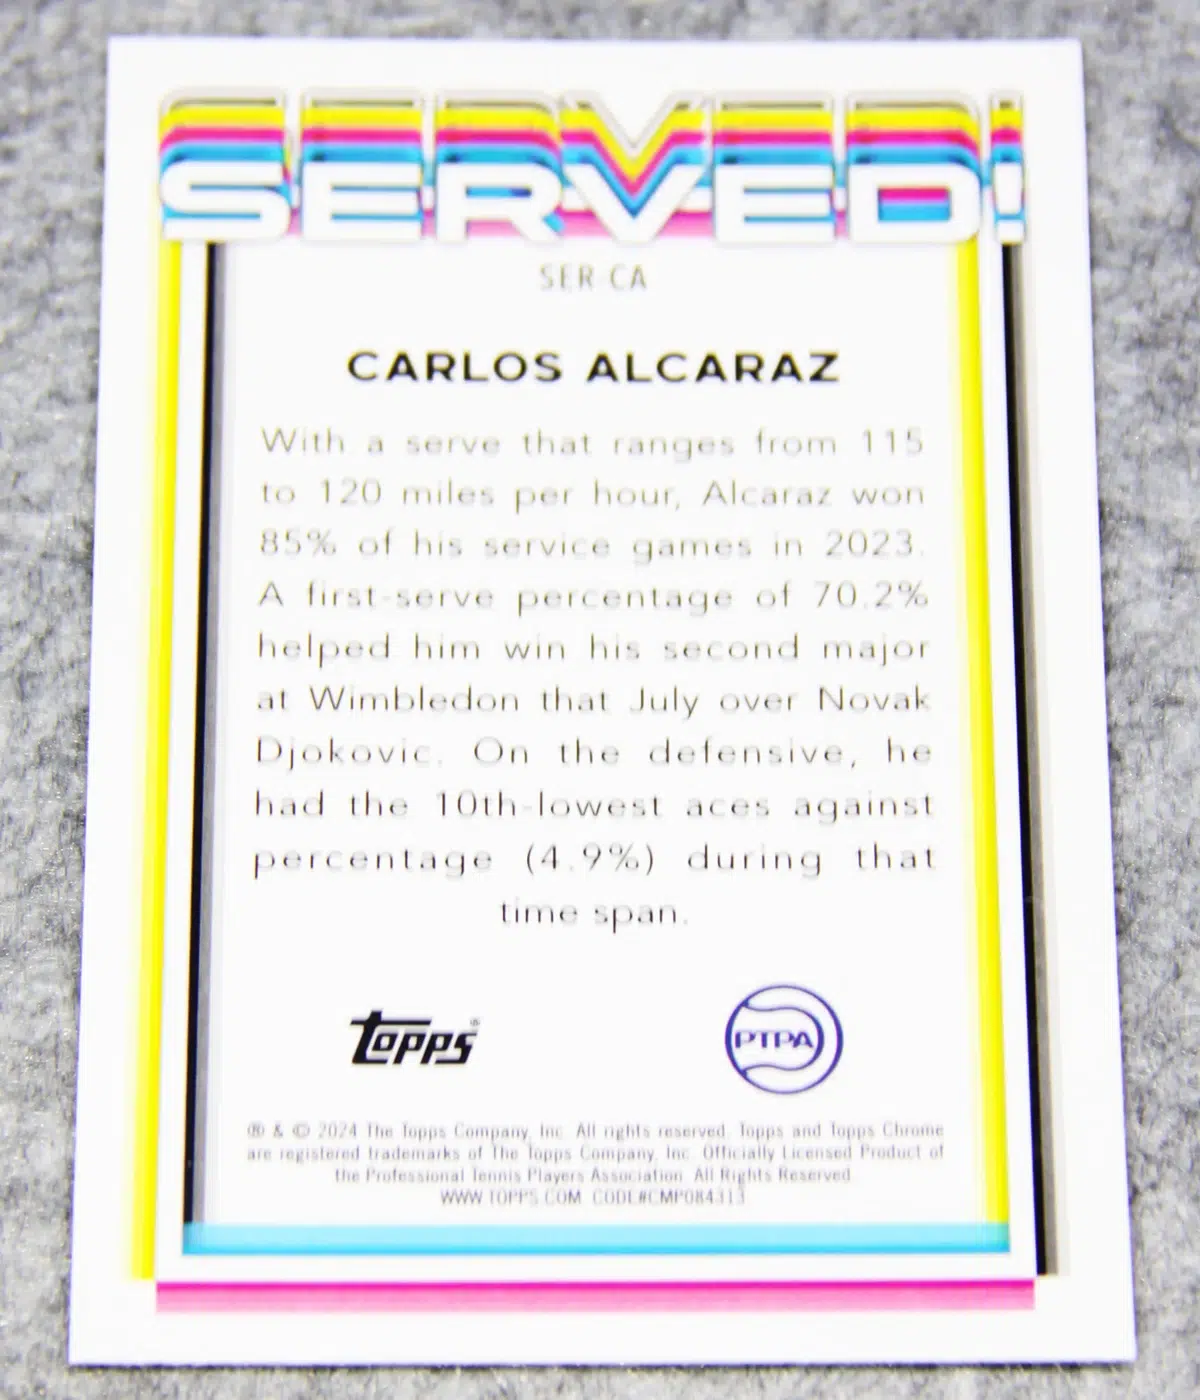 SERVED!
SER-CA
CARLOS ALCARAZ
With a serve that ranges from 115
to 120 miles per hour, Alcaraz won
85% of his service games in 2023.
A first-serve percentage of 70.2%
helped him win his second major
at Wimbledon that July over Novak
Djokovic. On the defensive, he
had the 10th-lowest aces against
percentage (4.9%) during that
time span.
Topps®
PTPA
® & © 2024 The Topps Company, Inc. All rights reserved. Topps and Topps Chrome
are registered trademarks of The Topps Company, Inc. Officially Licensed Product of
the Professional Tennis Players Association. All Rights Reserved
WWW.TOPPS.COM CODE#CMP084313